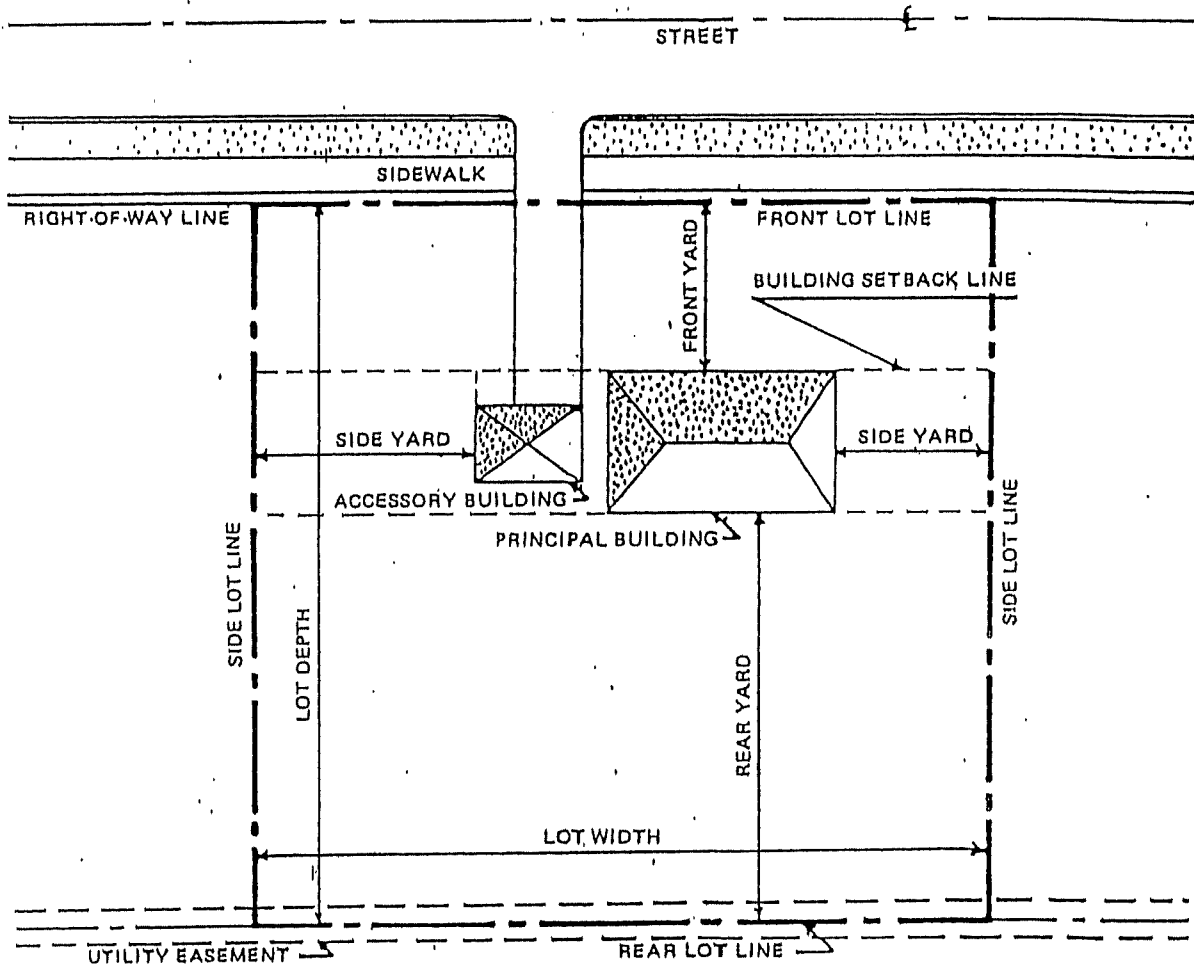 STREET
SIDEWALK
RIGHT-OF-WAY LINE
FRONT LOT LINE
FRONT YARD
BUILDING SETBACK LINE
SIDE YARD
SIDE YARD
ACCESSORY BUILDING
PRINCIPAL BUILDING
SIDE LOT LINE
LOT DEPTH
REAR YARD
SIDE LOT LINE
LOT WIDTH
UTILITY EASEMENT
REAR LOT LINE